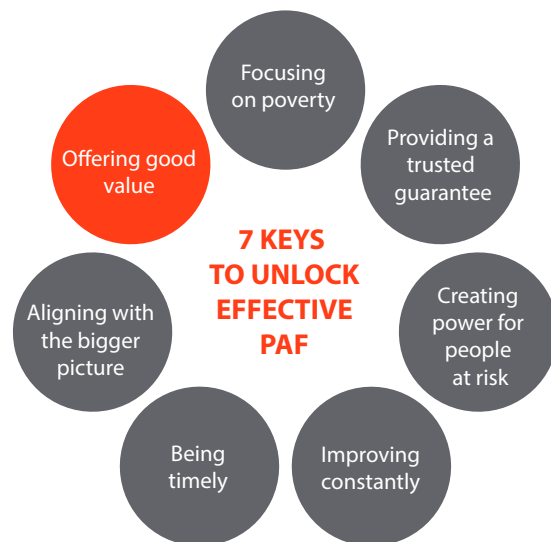 Focusing
on poverty
Providing a
trusted
guarantee
Creating
power for
people
at risk
Improving
constantly
Being
timely
Aligning with
the bigger
picture
Offering good
value
7 KEYS
TO UNLOCK
EFFECTIVE
PAF